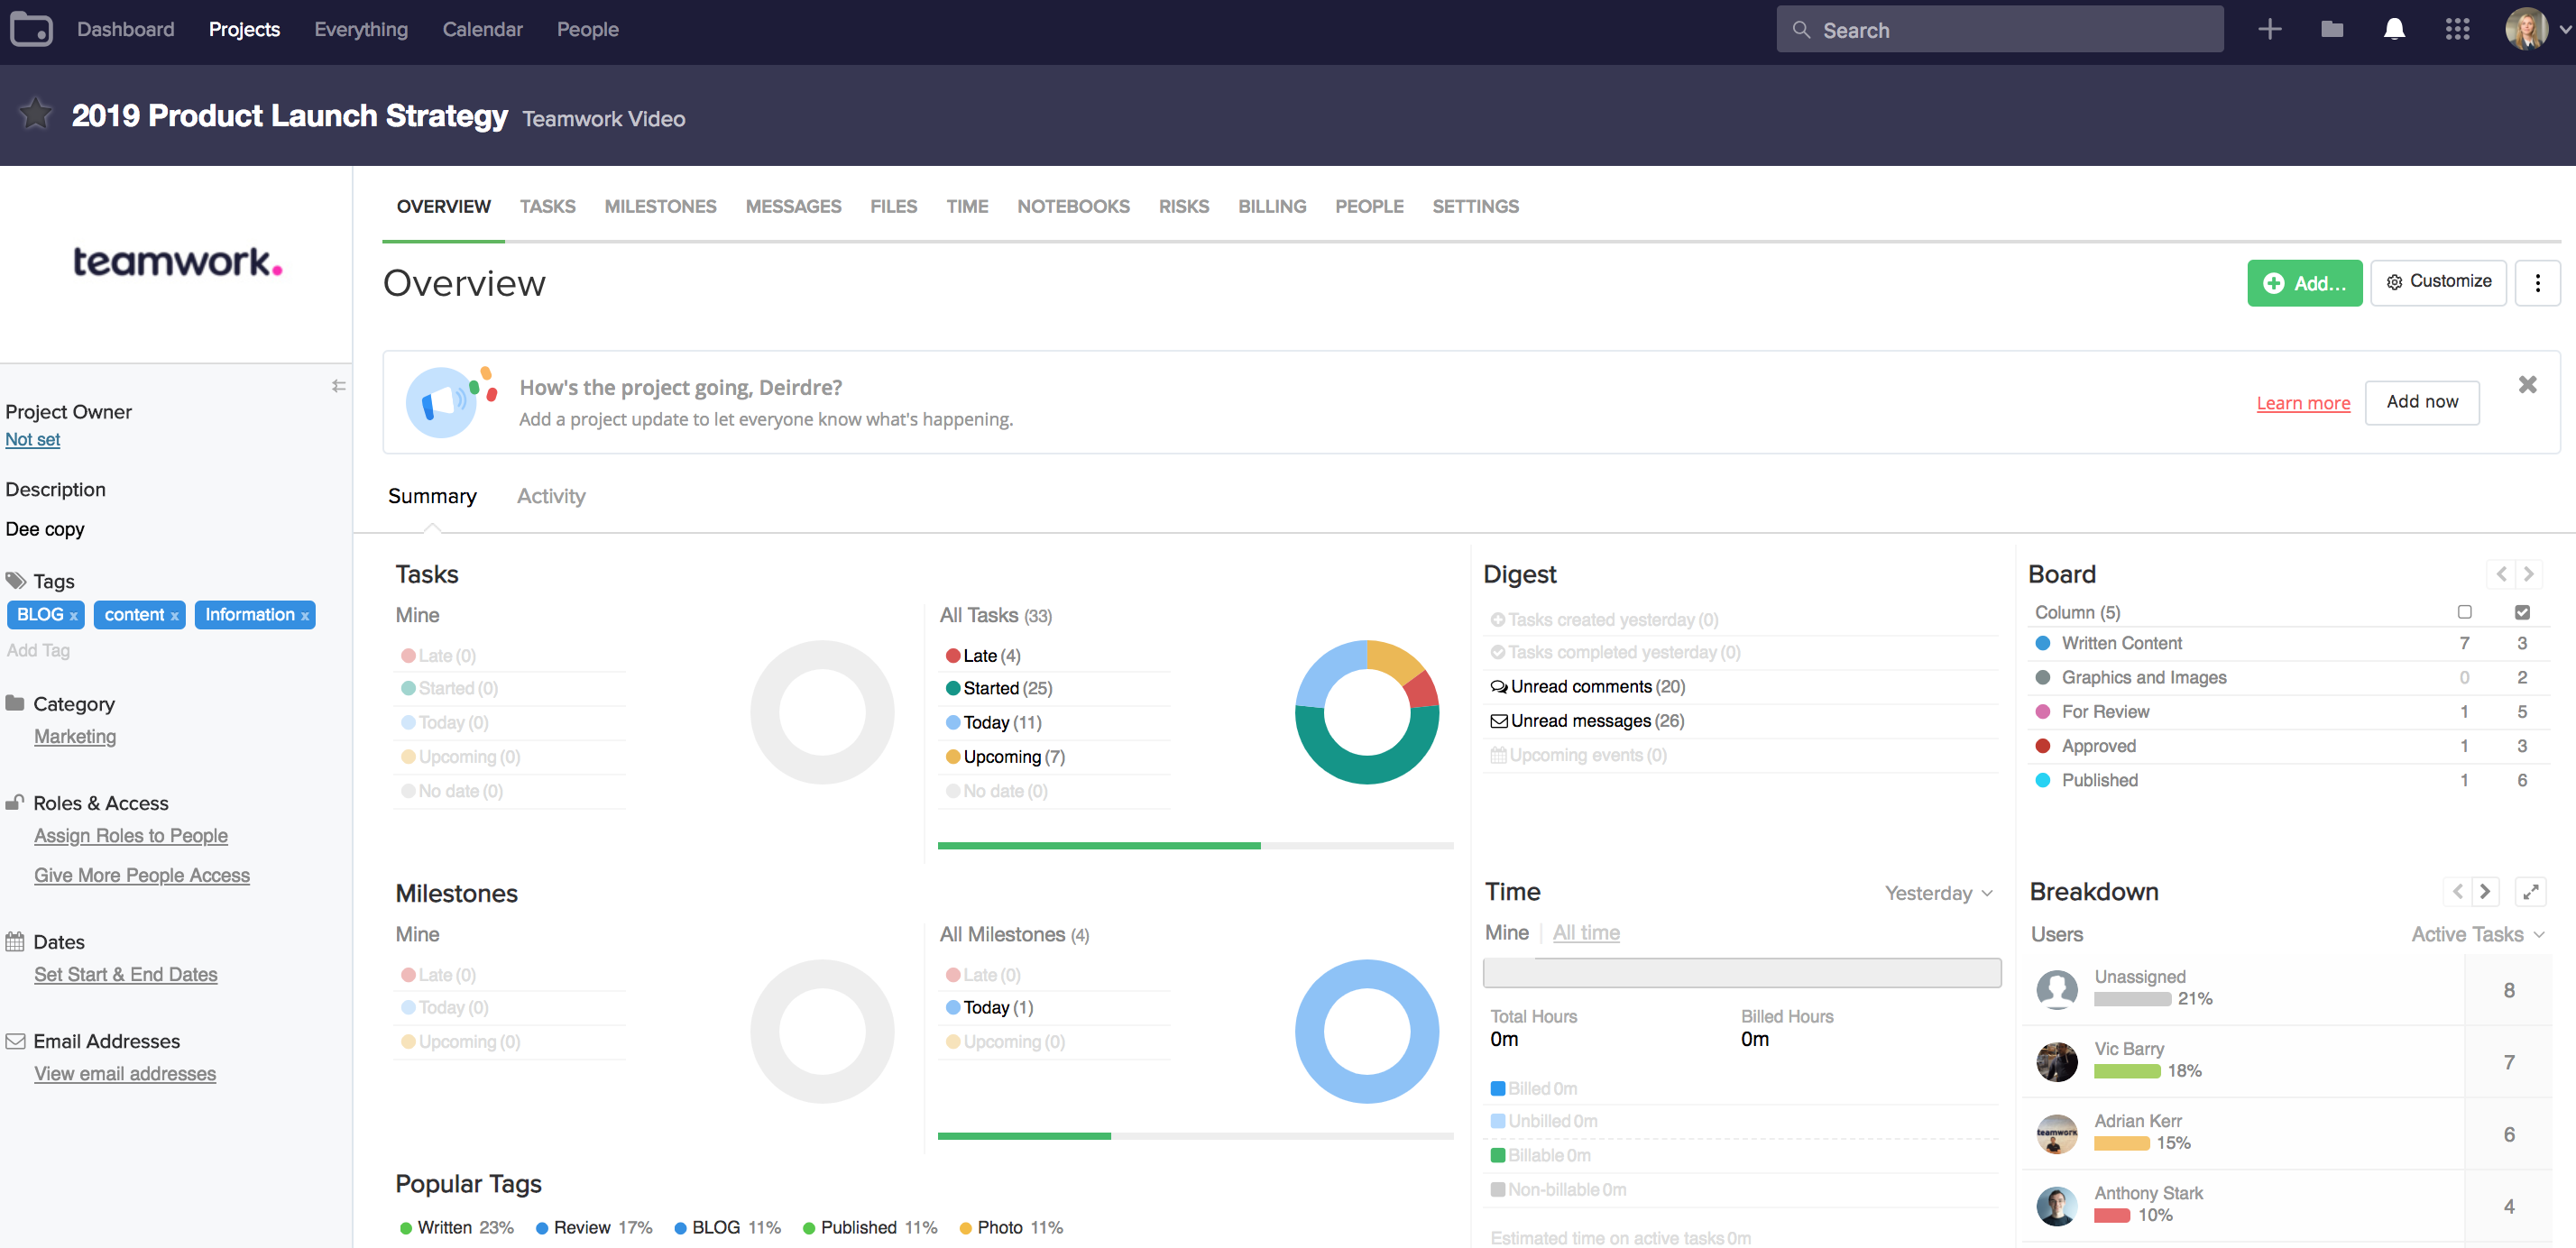 Dashboard Projects Everything Calendar People Search
2019 Product Launch Strategy Teamwork Video
teamwork.
Project Owner
Not set
Description
Dee copy
Tags
BLOG x content x Information x
Add Tag
Category
Marketing
Roles & Access
Assign Roles to People
Give More People Access
Dates
Set Start & End Dates
Email Addresses
View email addresses
OVERVIEW TASKS MILESTONES MESSAGES FILES TIME NOTEBOOKS RISKS BILLING PEOPLE SETTINGS
Overview
Add... Customize
How's the project going, Deirdre?
Add a project update to let everyone know what's happening.
Learn more Add now
Summary Activity
Tasks
Mine
Late (0)
Started (0)
Today (0)
Upcoming (0)
No date (0)
All Tasks (33)
Late (4)
Started (25)
Today (11)
Upcoming (7)
No date (0)
Milestones
Mine
Late (0)
Today (0)
Upcoming (0)
All Milestones (4)
Late (0)
Today (1)
Upcoming (0)
Popular Tags
Written 23% Review 17% BLOG 11% Published 11% Photo 11%
Digest
Tasks created yesterday (0)
Tasks completed yesterday (0)
Unread comments (20)
Unread messages (26)
Upcoming events (0)
Time Yesterday
Mine All time
Total Hours Billed Hours
0m 0m
Billed 0m
Unbilled 0m
Billable 0m
Non-billable 0m
Estimated time on active tasks 0m
Board
Column (5)
Written Content 7 3
Graphics and Images 0 2
For Review 1 5
Approved 1 3
Published 1 6
Breakdown
Users Active Tasks
Unassigned
21% 8
Vic Barry
18% 7
Adrian Kerr
teamwork
15% 6
Anthony Stark
10% 4